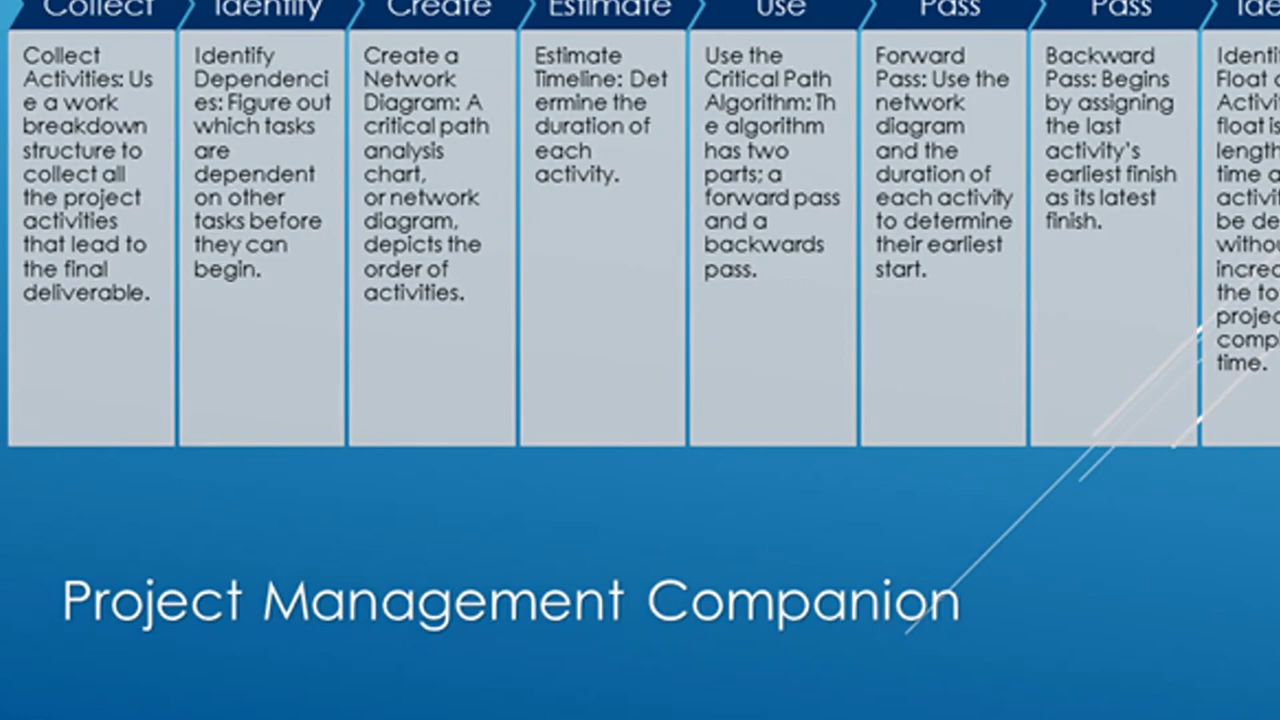 Collect
Identify
Create
Estimate
Use
Pass
Pass
Collect
Activities: Us
e a work
breakdown
structure to
collect all
the project
activities
that lead to
the final
deliverable.
Identify
Dependenci
es: Figure out
which tasks
are
dependent
on other
tasks before
they can
begin.
Create a
Network
Diagram: A
critical path
analysis
chart,
or network
diagram,
depicts the
order of
activities.
Estimate
Timeline: Det
ermine the
duration of
each
activity.
Use the
Critical Path
Algorithm: Th
e algorithm
has two
parts; a
forward pass
and a
backwards
pass.
Forward
Pass: Use the
network
diagram
and the
duration of
each activity
to determine
their earliest
start.
Backward
Pass: Begins
by assigning
the last
activity's
earliest finish
as its latest
finish.
Float
float
time
be
the
time.
Project Management Companion